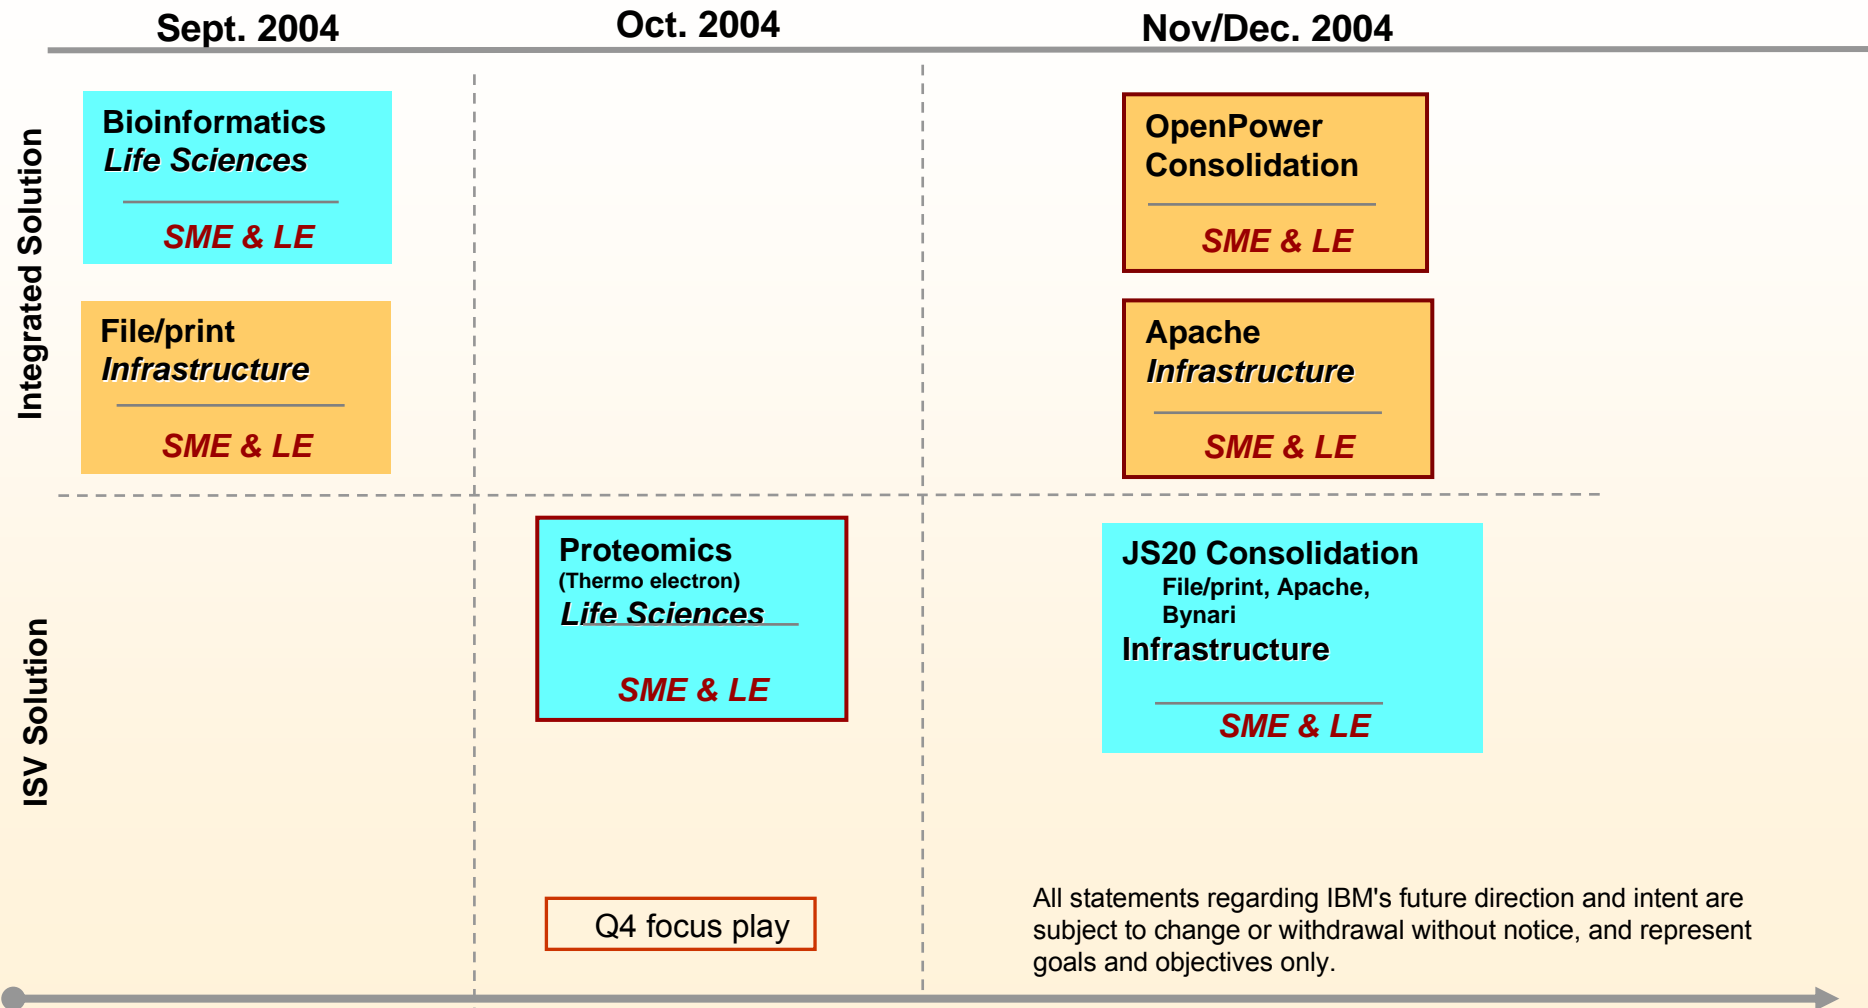 Sept. 2004
Oct. 2004
Nov/Dec. 2004
Integrated Solution
Bioinformatics
Life Sciences
SME & LE
File/print
Infrastructure
SME & LE
OpenPower
Consolidation
SME & LE
Apache
Infrastructure
SME & LE
ISV Solution
Proteomics
(Thermo electron)
Life Sciences
SME & LE
JS20 Consolidation
File/print, Apache,
Bynari
Infrastructure
SME & LE
Q4 focus play
All statements regarding IBM's future direction and intent are
subject to change or withdrawal without notice, and represent
goals and objectives only.